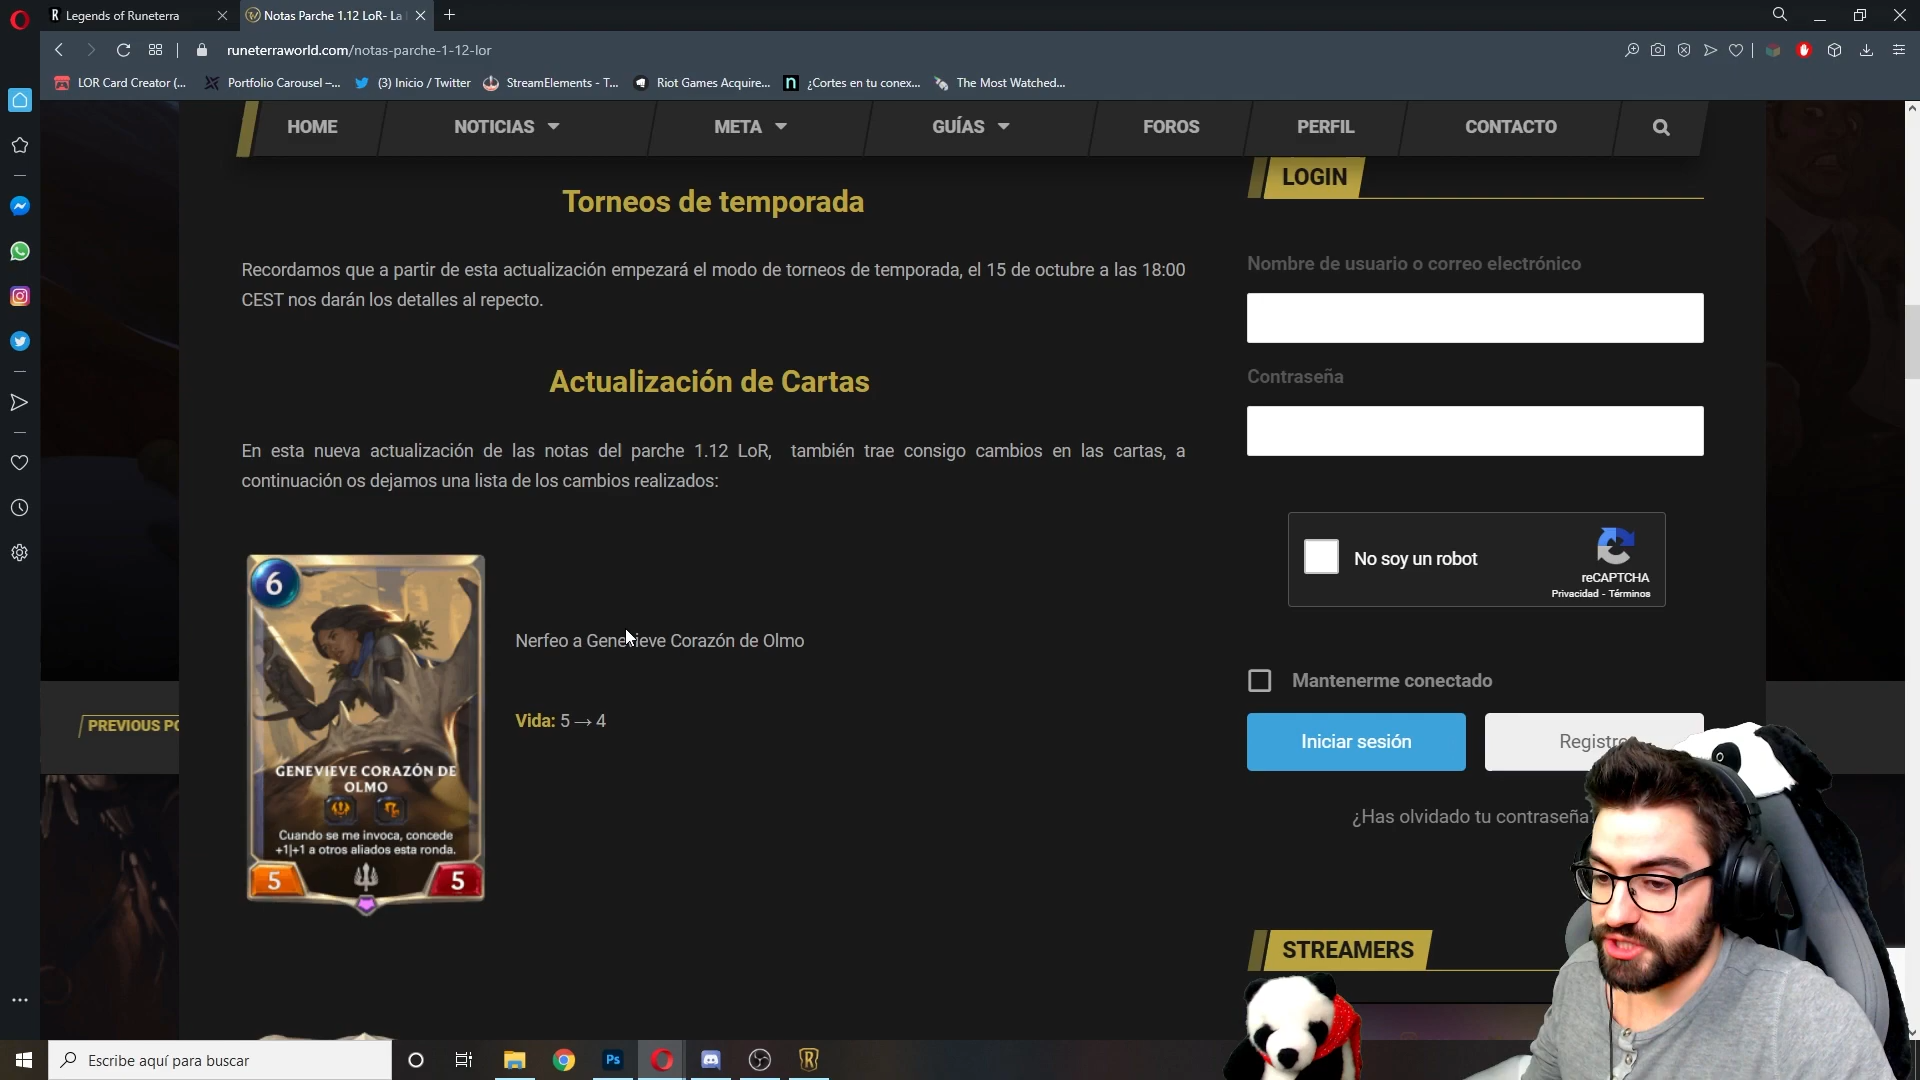 Legends of Runeterra
Notas Parche 1.12 LoR- La
runeterraworld.com/notas-parche-1-12-lor
LOR Card Creator (...
Portfolio Carousel –...
(3) Inicio / Twitter
StreamElements - T...
Riot Games Acquire...
¿Cortes en tu conex...
The Most Watched...
HOME
NOTICIAS
META
GUÍAS
FOROS
PERFIL
CONTACTO
Torneos de temporada
Recordamos que a partir de esta actualización empezará el modo de torneos de temporada, el 15 de octubre a las 18:00
CEST nos darán los detalles al repecto.
Actualización de Cartas
En esta nueva actualización de las notas del parche 1.12 LoR, también trae consigo cambios en las cartas, a
continuación os dejamos una lista de los cambios realizados:
6
GENEVIEVE CORAZÓN DE
OLMO
Cuando se me invoca, concede
+1|+1 a otros aliados esta ronda.
5
5
Nerfeo a Genevieve Corazón de Olmo
Vida: 5 → 4
PREVIOUS PO
LOGIN
Nombre de usuario o correo electrónico
Contraseña
No soy un robot
reCAPTCHA
Privacidad - Términos
Mantenerme conectado
Iniciar sesión
Registro
¿Has olvidado tu contraseña?
STREAMERS
Escribe aquí para buscar
Ps